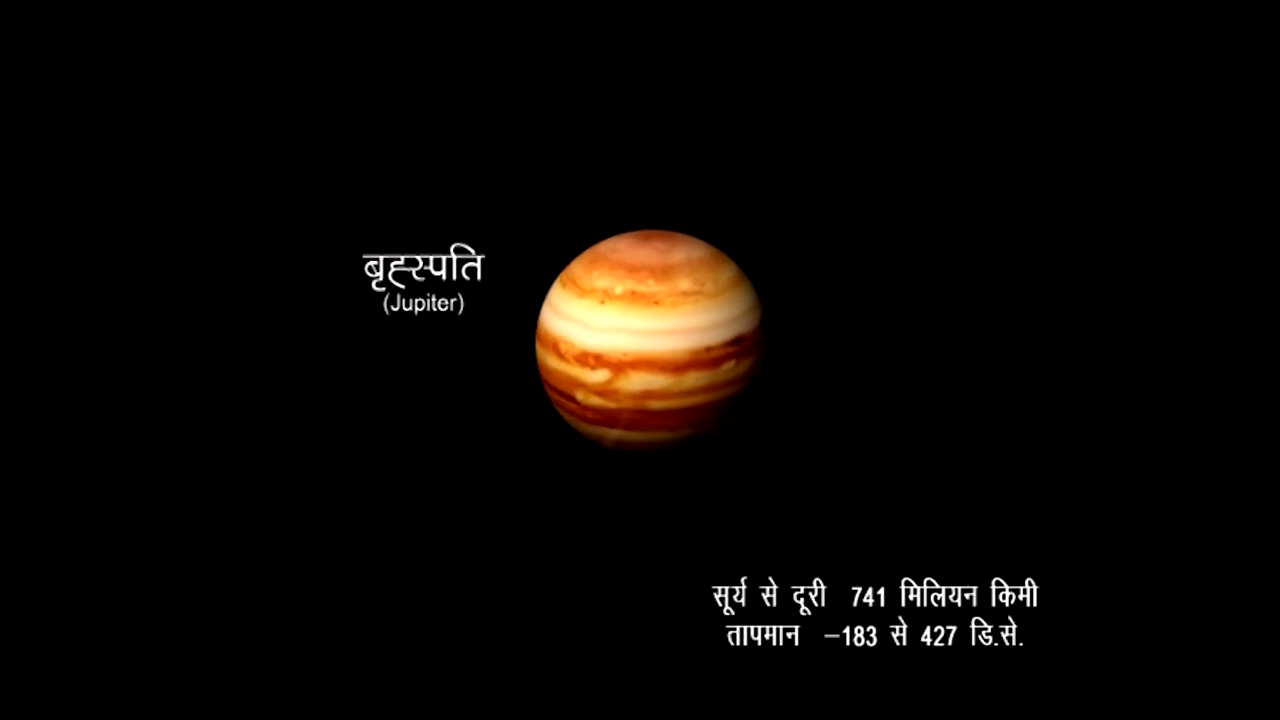 बृहस्पति
(Jupiter)
सूर्य से दूरी 741 मिलियन किमी
तापमान –183 से 427 डि.से.